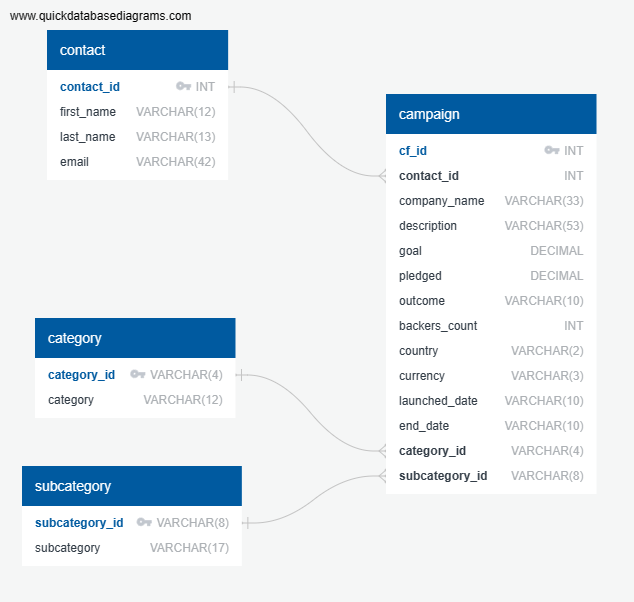 www.quickdatabasediagrams.com
contact
contact_id INT
first_name VARCHAR(12)
last_name VARCHAR(13)
email VARCHAR(42)
campaign
cf_id INT
contact_id INT
company_name VARCHAR(33)
description VARCHAR(53)
goal DECIMAL
pledged DECIMAL
outcome VARCHAR(10)
backers_count INT
country VARCHAR(2)
currency VARCHAR(3)
launched_date VARCHAR(10)
end_date VARCHAR(10)
category_id VARCHAR(4)
subcategory_id VARCHAR(8)
category
category_id VARCHAR(4)
category VARCHAR(12)
subcategory
subcategory_id VARCHAR(8)
subcategory VARCHAR(17)